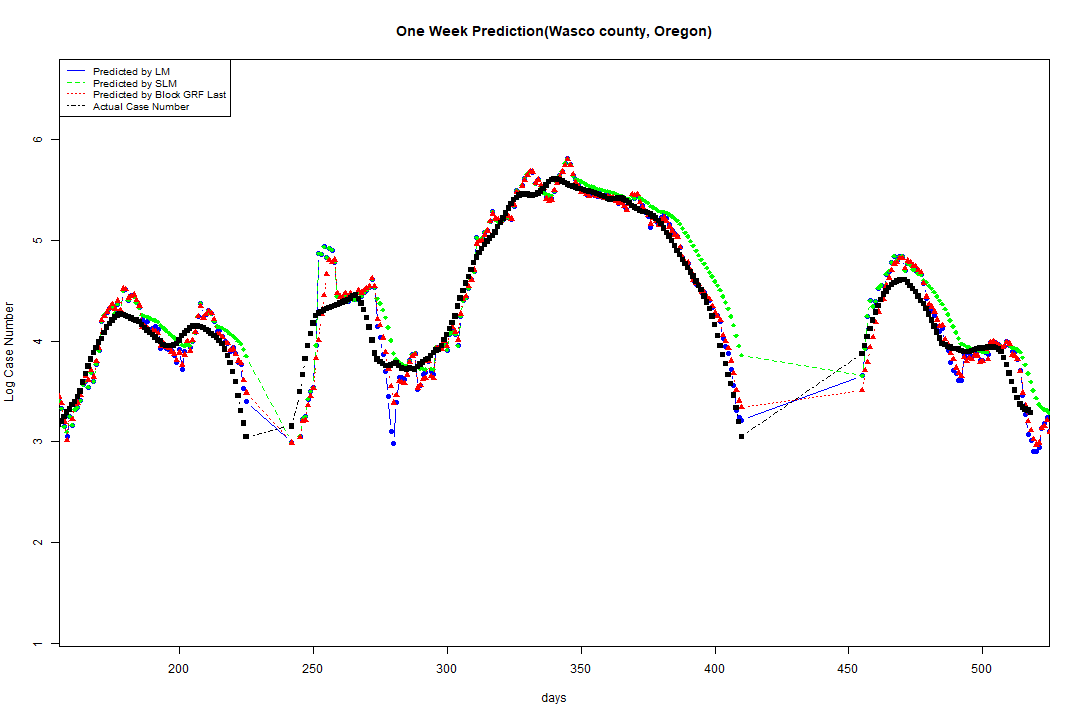 One Week Prediction(Wasco county, Oregon)
Predicted by LM
Predicted by SLM
Predicted by Block GRF Last
Actual Case Number
6
5
4
3
2
1
Log Case Number
200 250 300 350 400 450 500
days